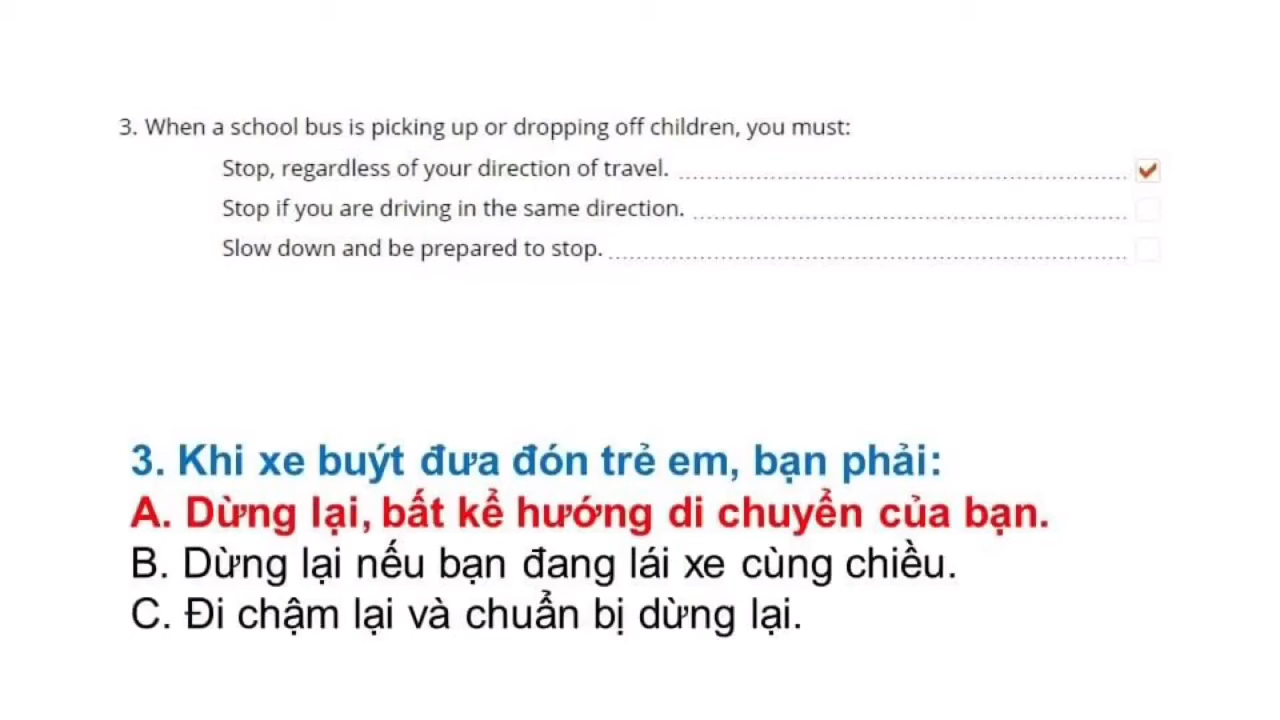 3. When a school bus is picking up or dropping off children, you must:
Stop, regardless of your direction of travel.
Stop if you are driving in the same direction.
Slow down and be prepared to stop.
3. Khi xe buýt đưa đón trẻ em, bạn phải:
A. Dừng lại, bất kể hướng di chuyển của bạn.
B. Dừng lại nếu bạn đang lái xe cùng chiều.
C. Đi chậm lại và chuẩn bị dừng lại.